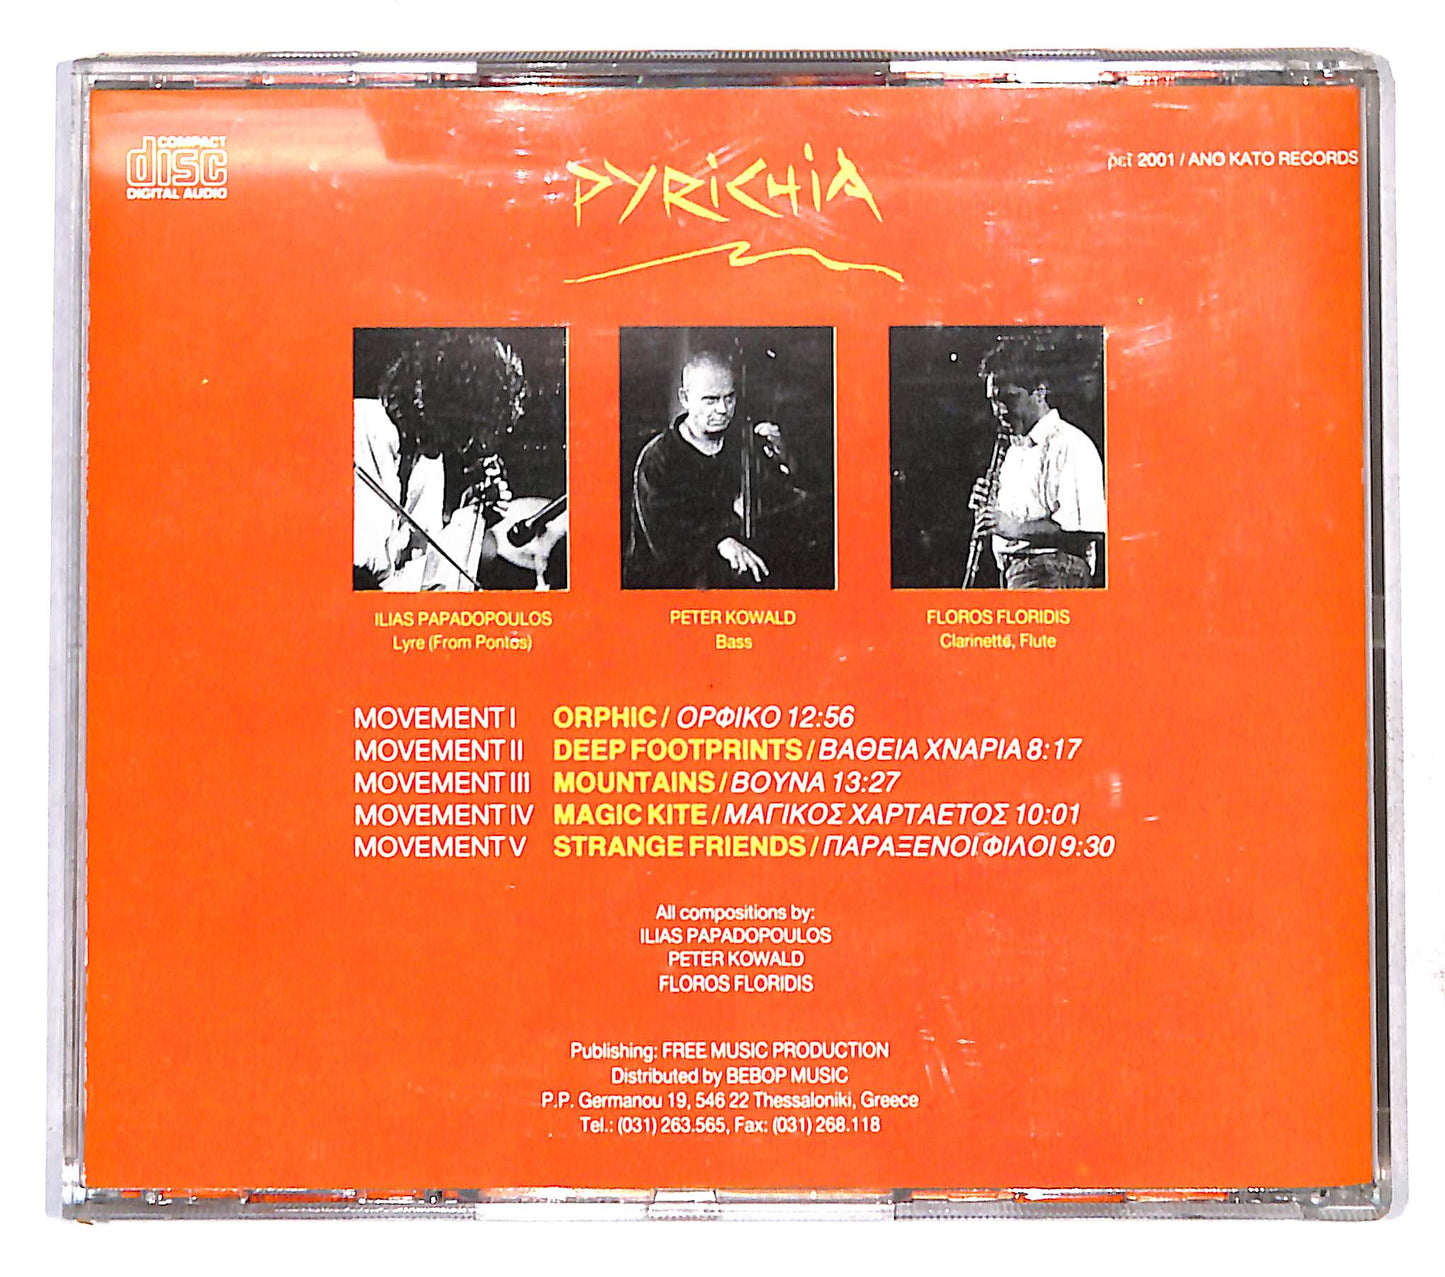 COMPACT
disc
DIGITAL AUDIO
PYRICHIA
ρεϊ 2001 / ANO KATO RECORDS
ILIAS PAPADOPOULOS
Lyre (From Pontos)
PETER KOWALD
Bass
FLOROS FLORIDIS
Clarinette, Flute
MOVEMENT I ORPHIC / ΟΡΦΙΚΟ 12:56
MOVEMENT II DEEP FOOTPRINTS / ΒΑΘΕΙΑ ΧΝΑΡΙΑ 8:17
MOVEMENT III MOUNTAINS / ΒΟΥΝΑ 13:27
MOVEMENT IV MAGIC KITE / ΜΑΓΙΚΟΣ ΧΑΡΤΑΕΤΟΣ 10:01
MOVEMENT V STRANGE FRIENDS / ΠΑΡΑΞΕΝΟΙ ΦΙΛΟΙ 9:30
All compositions by:
ILIAS PAPADOPOULOS
PETER KOWALD
FLOROS FLORIDIS
Publishing: FREE MUSIC PRODUCTION
Distributed by BEBOP MUSIC
P.P. Germanou 19, 546 22 Thessaloniki, Greece
Tel.: (031) 263.565, Fax: (031) 268.118